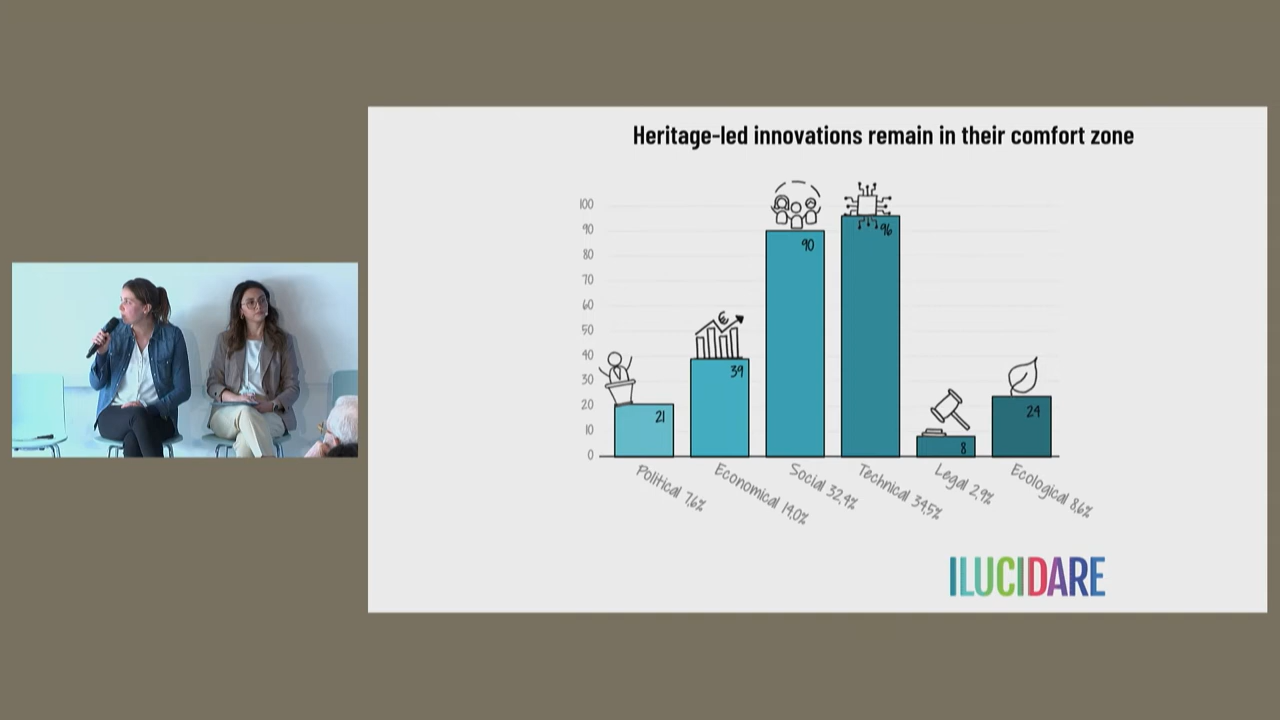 Heritage-led innovations remain in their comfort zone
100
90
80
70
60
50
40
30
20
10
0
€
21
39
90
96
8
24
Political 7,6%
Economical 14,0%
Social 32,4%
Technical 34,5%
Legal 2,9%
Ecological 8,6%
ILUCIDARE